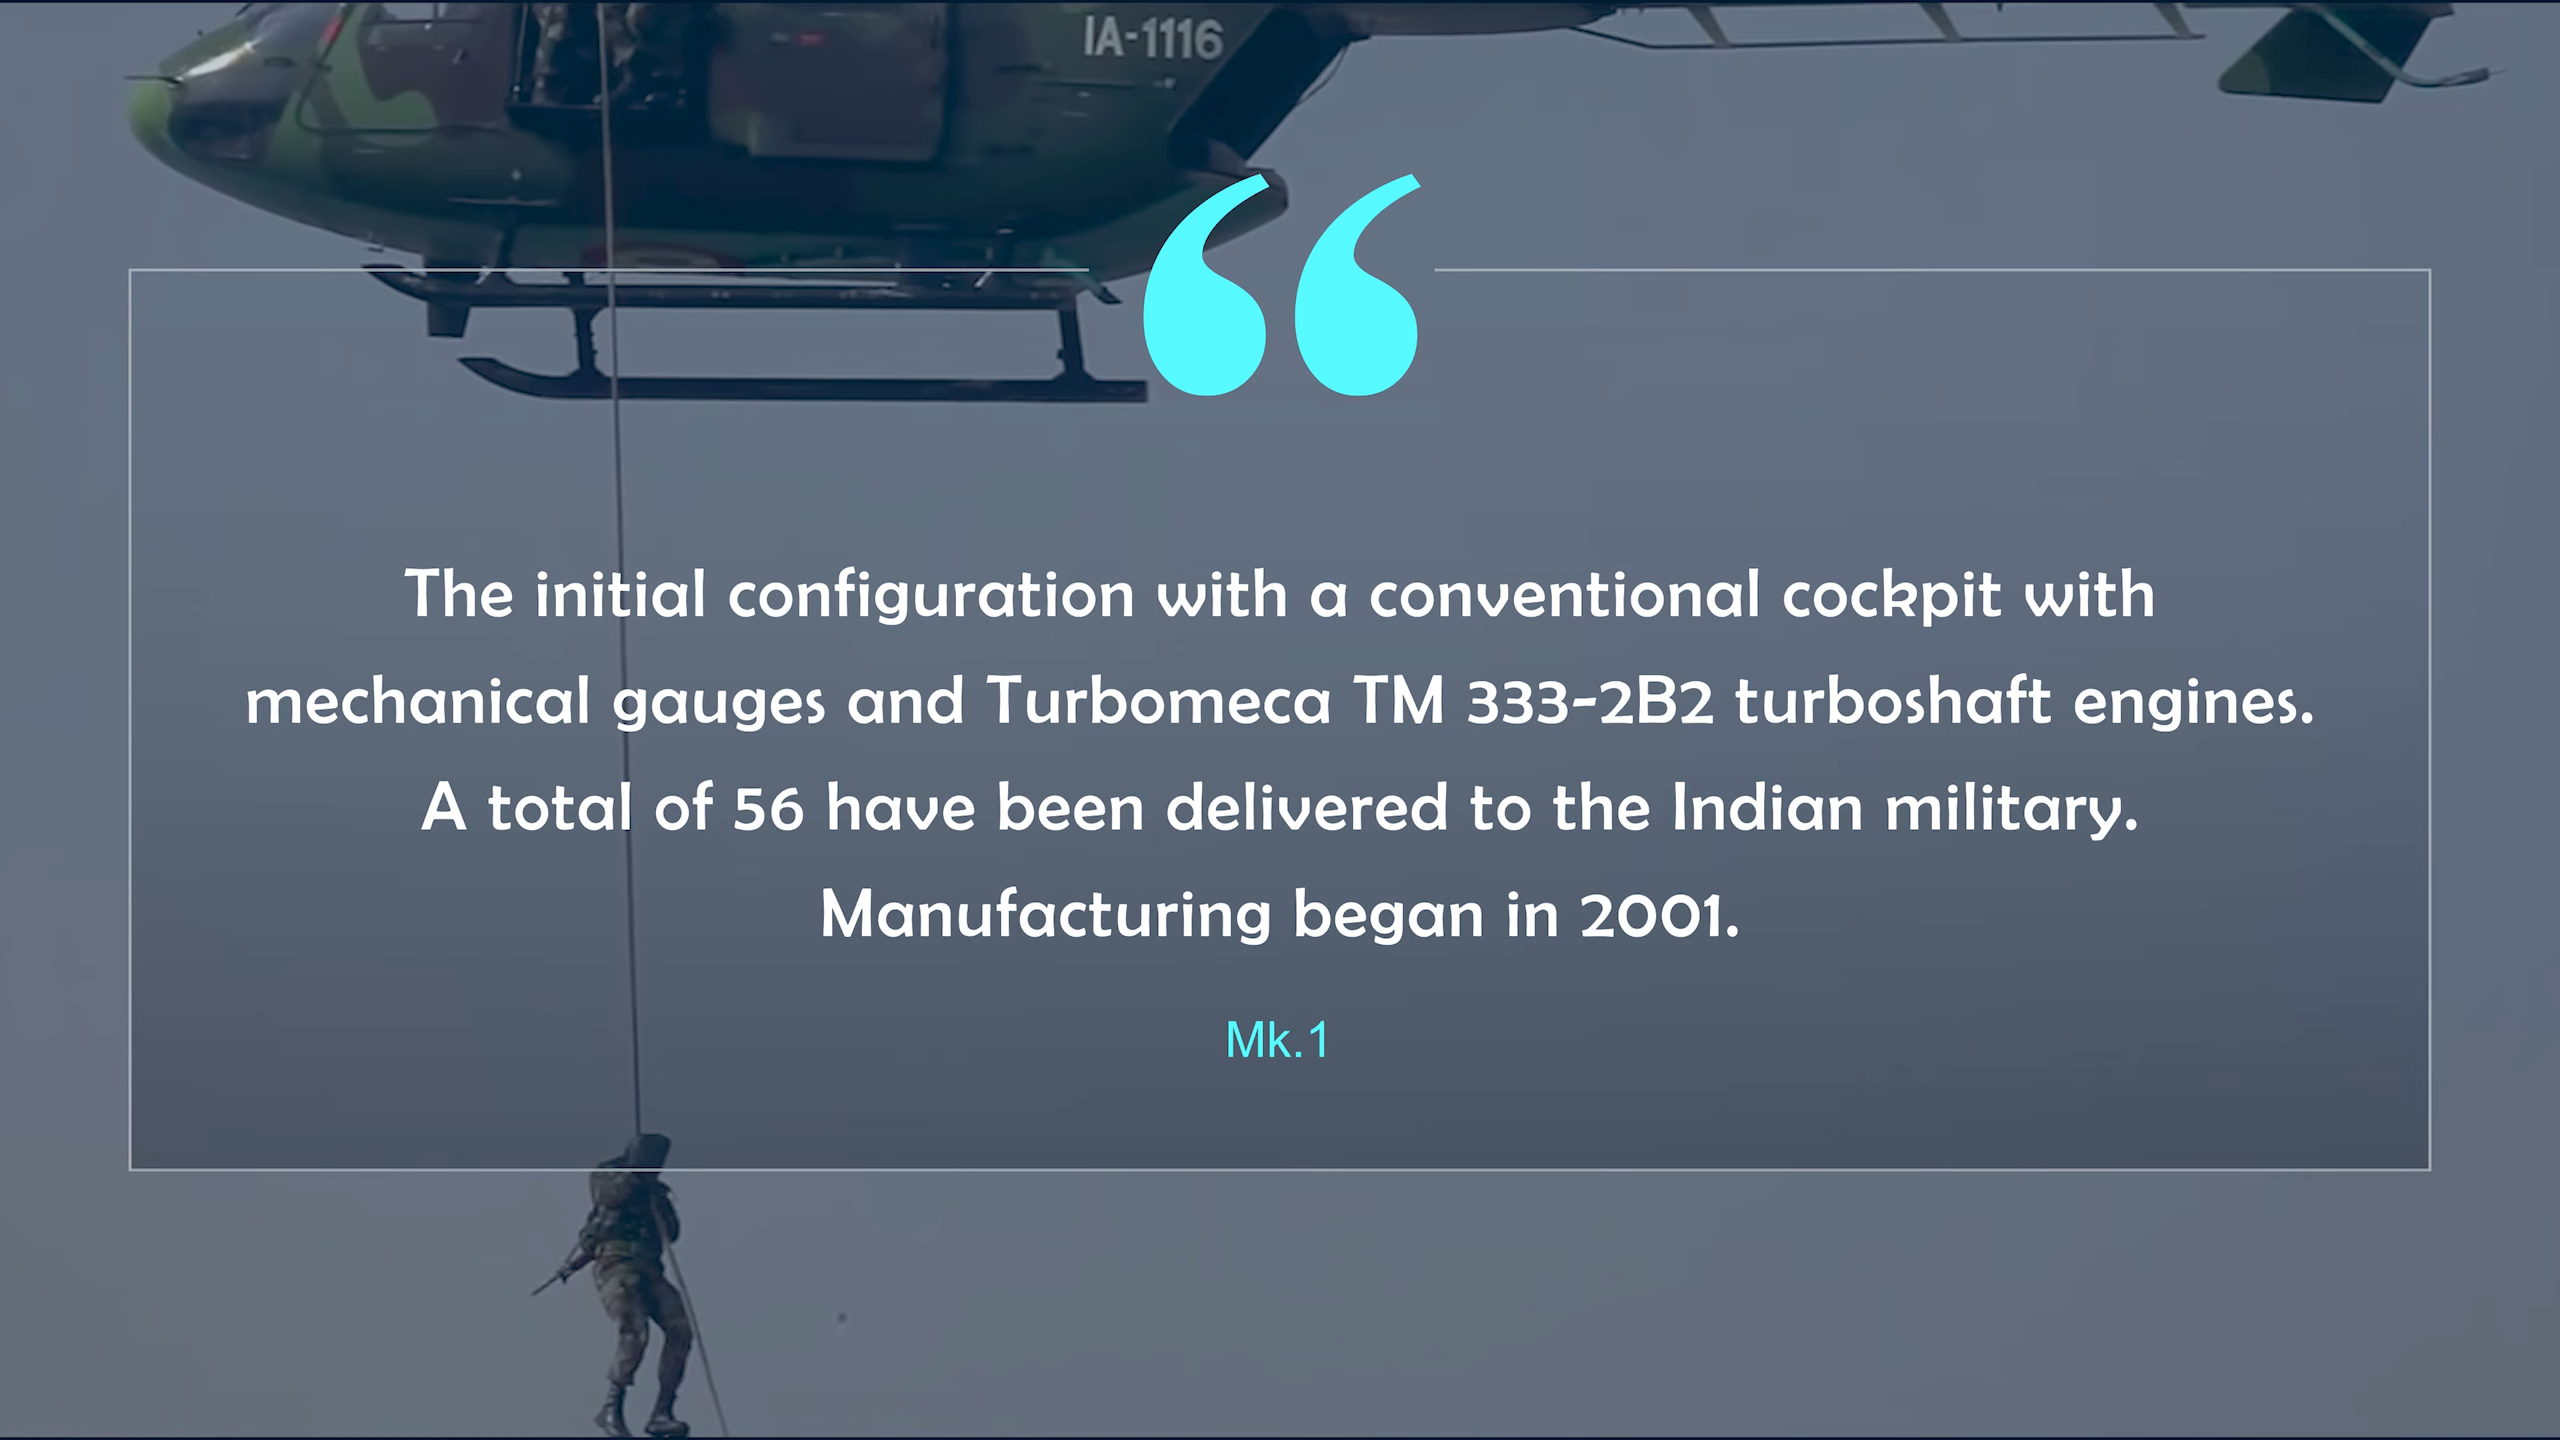 IA-1116
“
The initial configuration with a conventional cockpit with
mechanical gauges and Turbomeca TM 333-2B2 turboshaft engines.
A total of 56 have been delivered to the Indian military.
Manufacturing began in 2001.
Mk.1